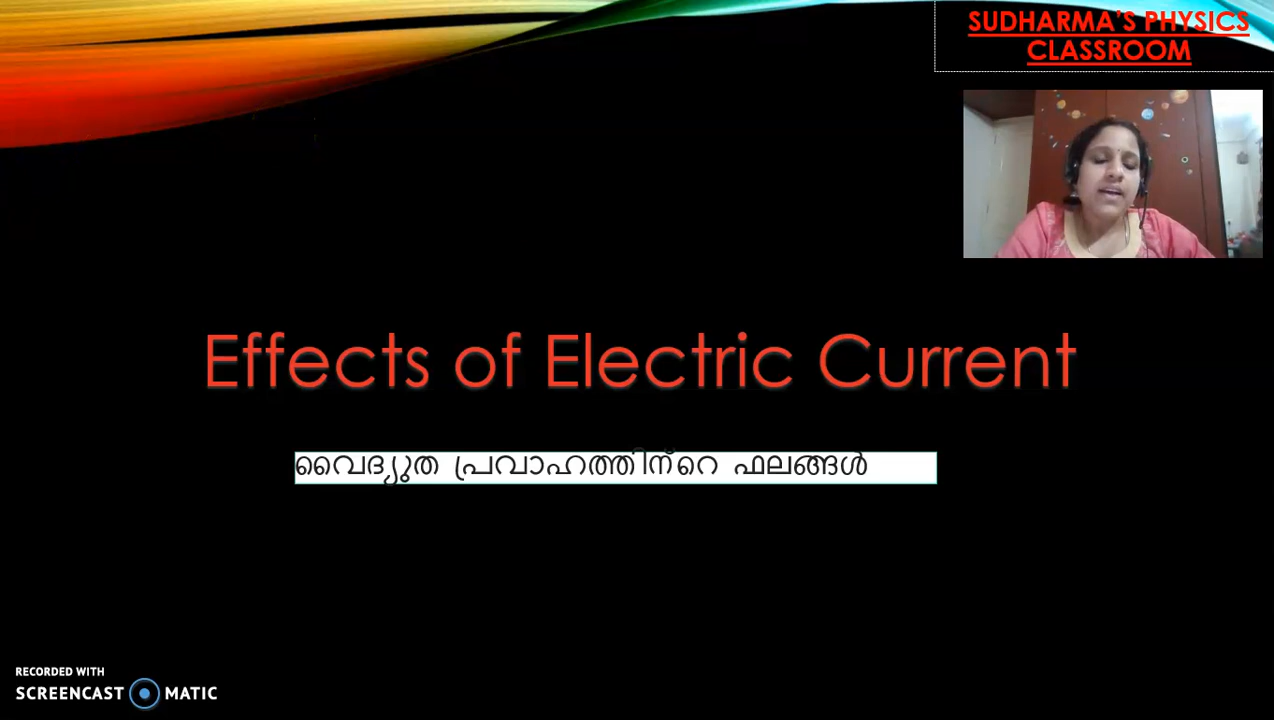 SUDHARMA'S PHYSICS
CLASSROOM
Effects of Electric Current
വൈദ്യുത പ്രവാഹത്തിന്റെ ഫലങ്ങൾ
RECORDED WITH
SCREENCAST MATIC